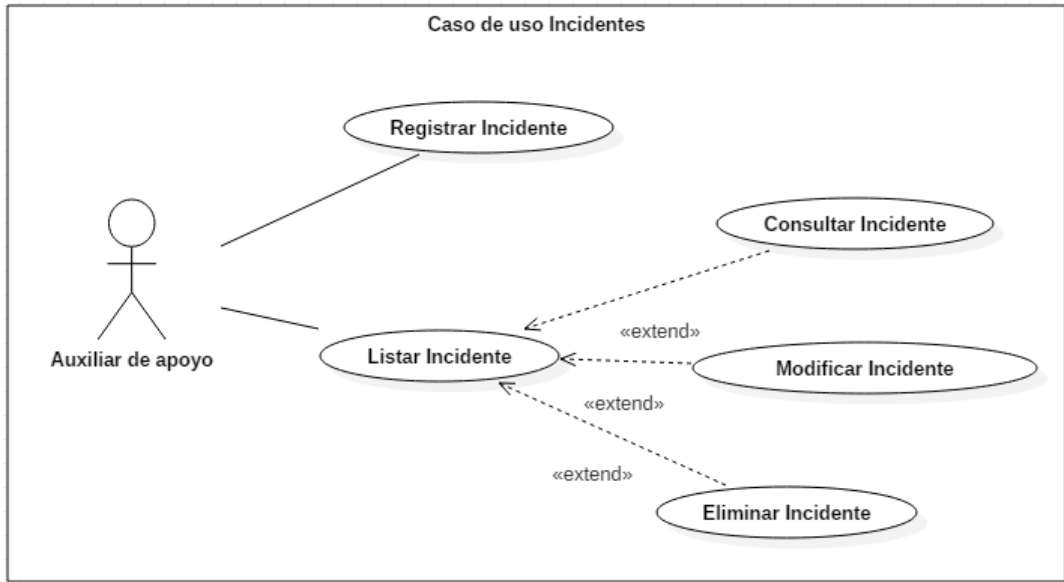 Caso de uso Incidentes
Registrar Incidente
Consultar Incidente
Auxiliar de apoyo
Listar Incidente
«extend»
Modificar Incidente
«extend»
«extend»
Eliminar Incidente